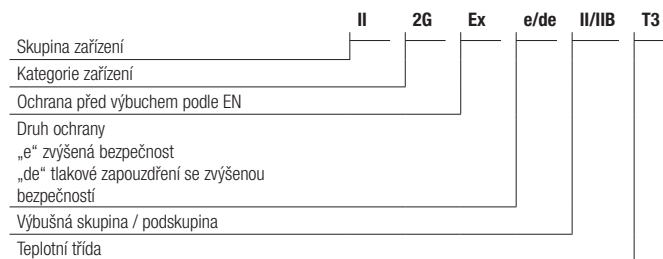 II 2G Ex e/de II/IIB T3
Skupina zařízení
Kategorie zařízení
Ochrana před výbuchem podle EN
Druh ochrany
„e“ zvýšená bezpečnost
„de“ tlakové zapouzdření se zvýšenou
bezpečností
Výbušná skupina / podskupina
Teplotní třída